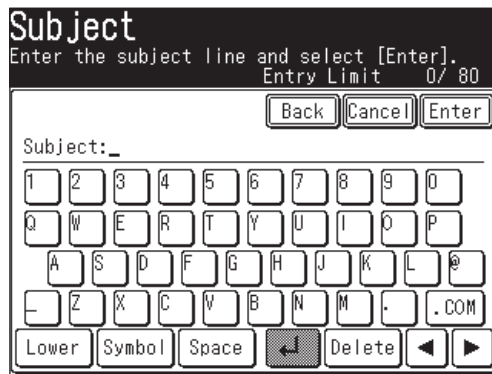 Subject
Enter the subject line and select [Enter].
Entry Limit 0/ 80
Back Cancel Enter
Subject:_
1 2 3 4 5 6 7 8 9 0
Q W E R T Y U I O P
A S D F G H J K L @
_ Z X C V B N M . .COM
Lower Symbol Space ↵ Delete ◀ ▶